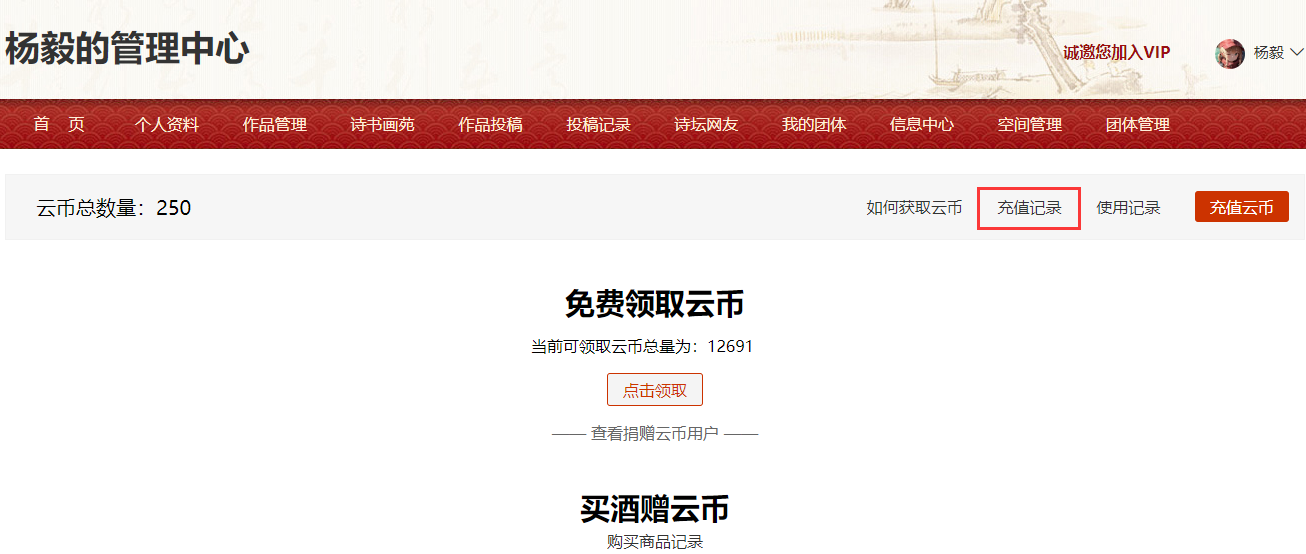 杨毅的管理中心
诚邀您加入VIP 杨毅
首 页 个人资料 作品管理 诗书画苑 作品投稿 投稿记录 诗坛网友 我的团体 信息中心 空间管理 团体管理
云币总数量：250 如何获取云币 充值记录 使用记录 充值云币
免费领取云币
当前可领取云币总量为：12691
点击领取
—— 查看捐赠云币用户 ——
买酒赠云币
购买商品记录